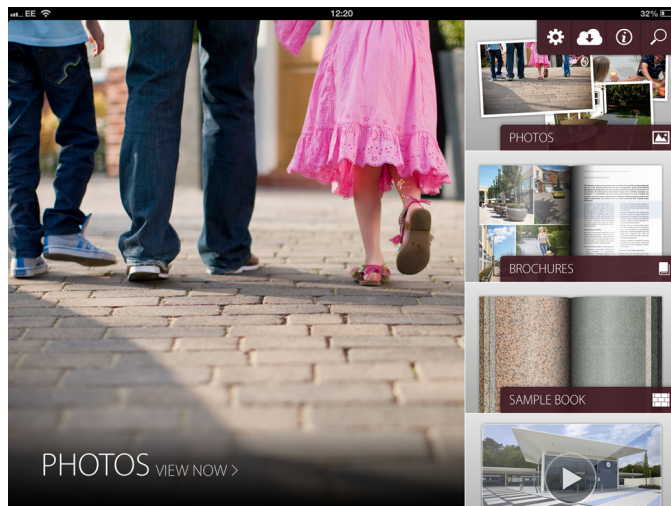 EE
12:20
32%
PHOTOS
BROCHURES
SAMPLE BOOK
PHOTOS VIEW NOW >